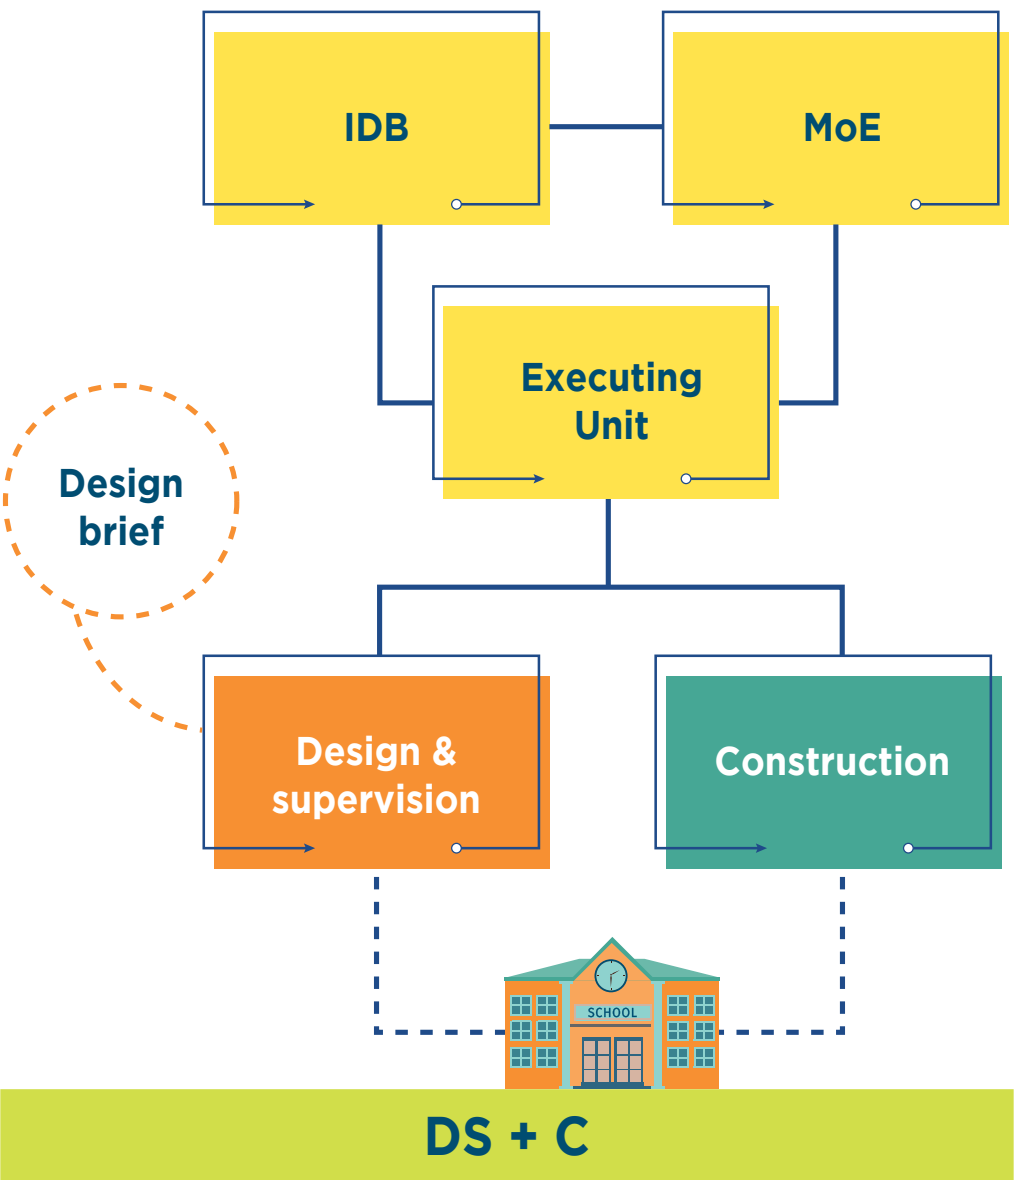 IDB
MoE
Executing
Unit
Design
brief
Design &
supervision
Construction
SCHOOL
DS + C